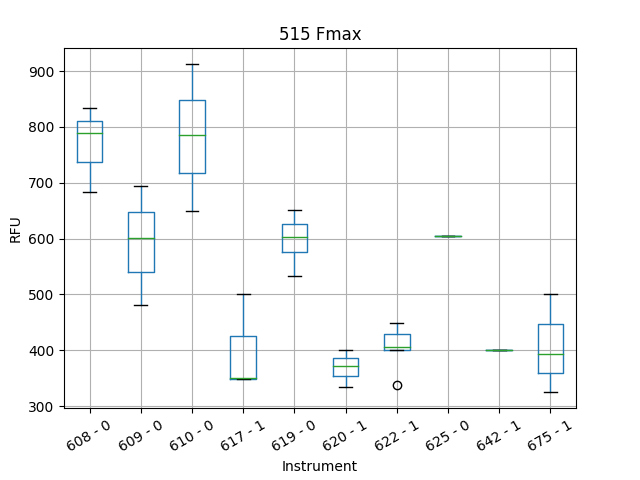 515 Fmax
900
800
700
600
500
400
300
RFU
608 - 0
609 - 0
610 - 0
617 - 1
619 - 0
620 - 1
622 - 1
625 - 0
642 - 1
675 - 1
Instrument